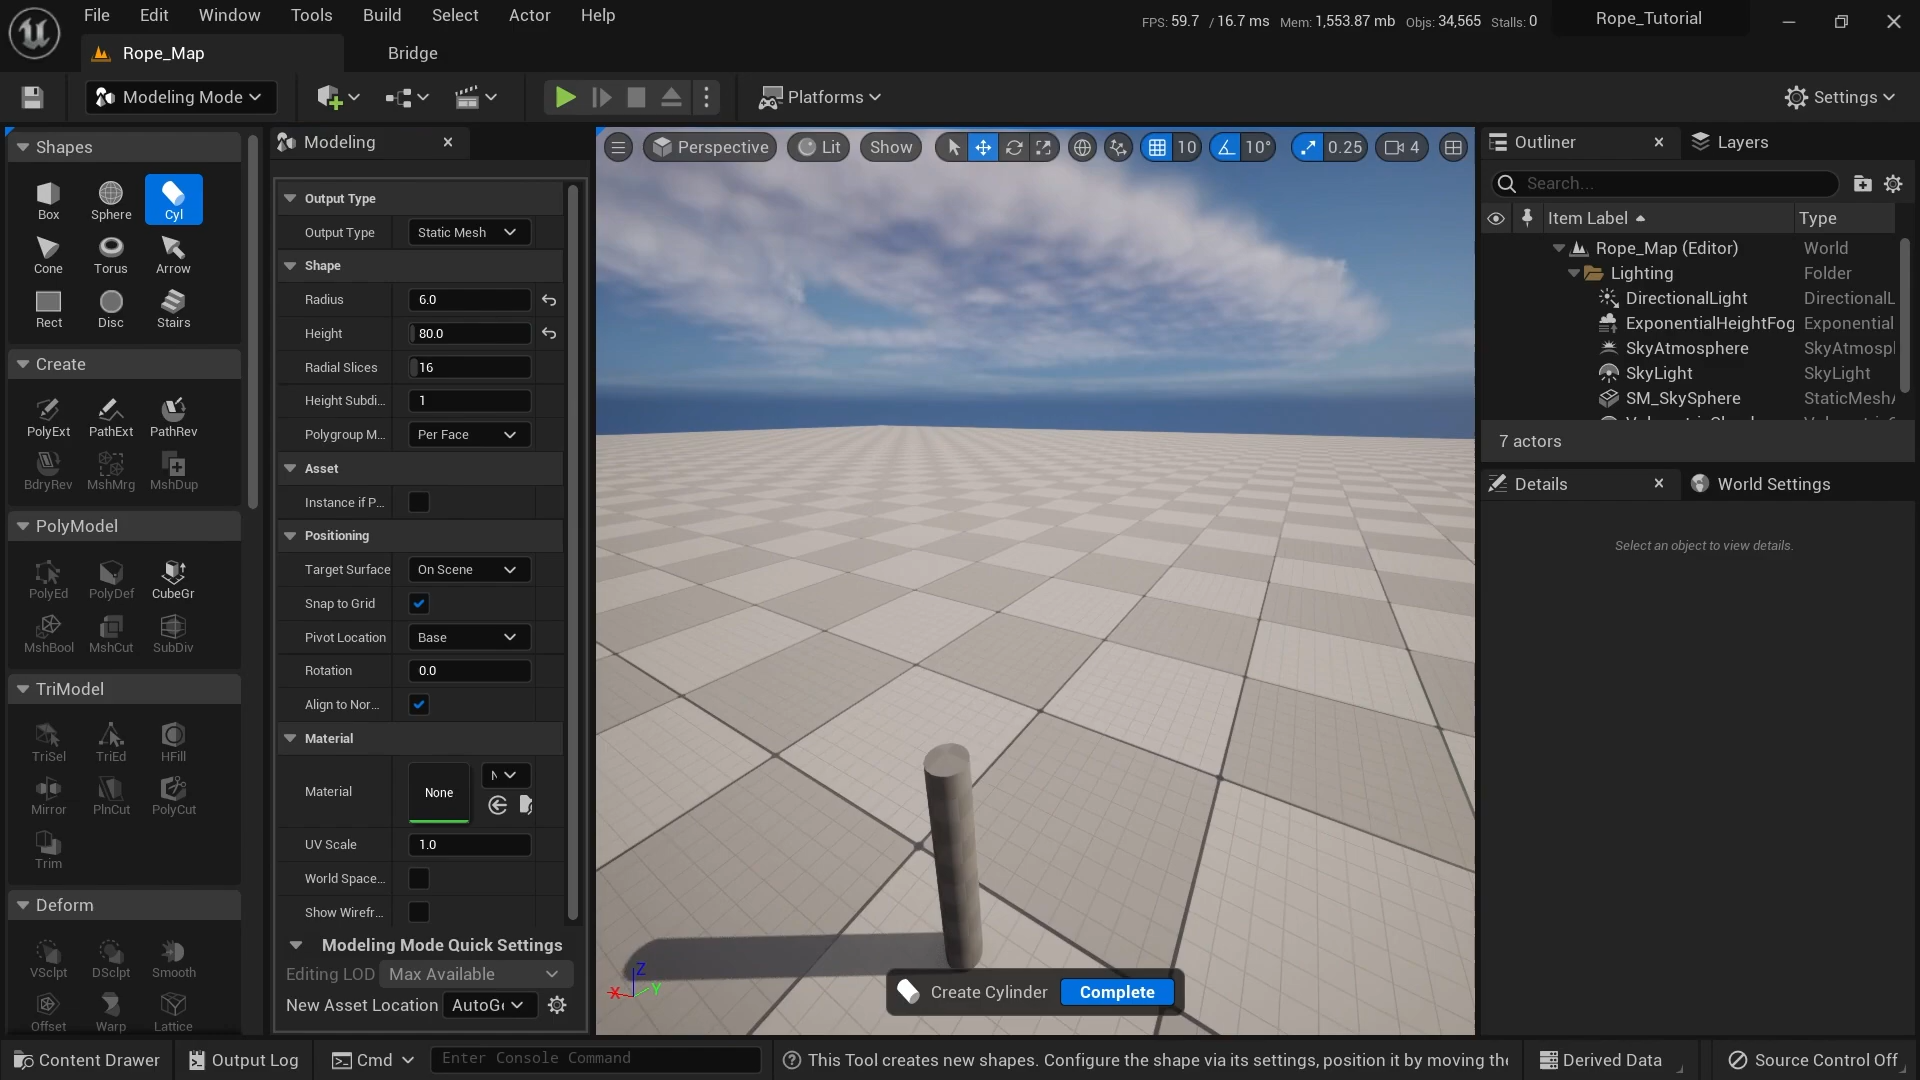 File Edit Window Tools Build Select Actor Help
FPS: 59.7 / 16.7 ms Mem: 1,553.87 mb Objs: 34,565 Stalls: 0
Rope_Tutorial
Rope_Map
Bridge
Modeling Mode
Platforms
Settings
Shapes
Box Sphere Cyl
Cone Torus Arrow
Rect Disc Stairs
Create
PolyExt PathExt PathRev
BdryRev MshMrg MshDup
PolyModel
PolyEd PolyDef CubeGr
MshBool MshCut SubDiv
TriModel
TriSel TriEd HFill
Mirror PlnCut PolyCut
Trim
Deform
VSclpt DSclpt Smooth
Offset Warp Lattice
Modeling
Output Type
Output Type Static Mesh
Shape
Radius 6.0
Height 80.0
Radial Slices 16
Height Subdi... 1
Polygroup M... Per Face
Asset
Instance if P...
Positioning
Target Surface On Scene
Snap to Grid
Pivot Location Base
Rotation 0.0
Align to Nor...
Material
Material None N
UV Scale 1.0
World Space...
Show Wirefr...
Modeling Mode Quick Settings
Editing LOD Max Available
New Asset Location AutoG
Perspective Lit Show 10 10° 0.25 4
Z
X Y
Create Cylinder Complete
Outliner
Layers
Search...
Item Label Type
Rope_Map (Editor) World
Lighting Folder
DirectionalLight DirectionalL
ExponentialHeightFog Exponential
SkyAtmosphere SkyAtmospl
SkyLight SkyLight
SM_SkySphere StaticMesh
7 actors
Details
World Settings
Select an object to view details.
Content Drawer Output Log Cmd Enter Console Command
This Tool creates new shapes. Configure the shape via its settings, position it by moving the
Derived Data Source Control Off